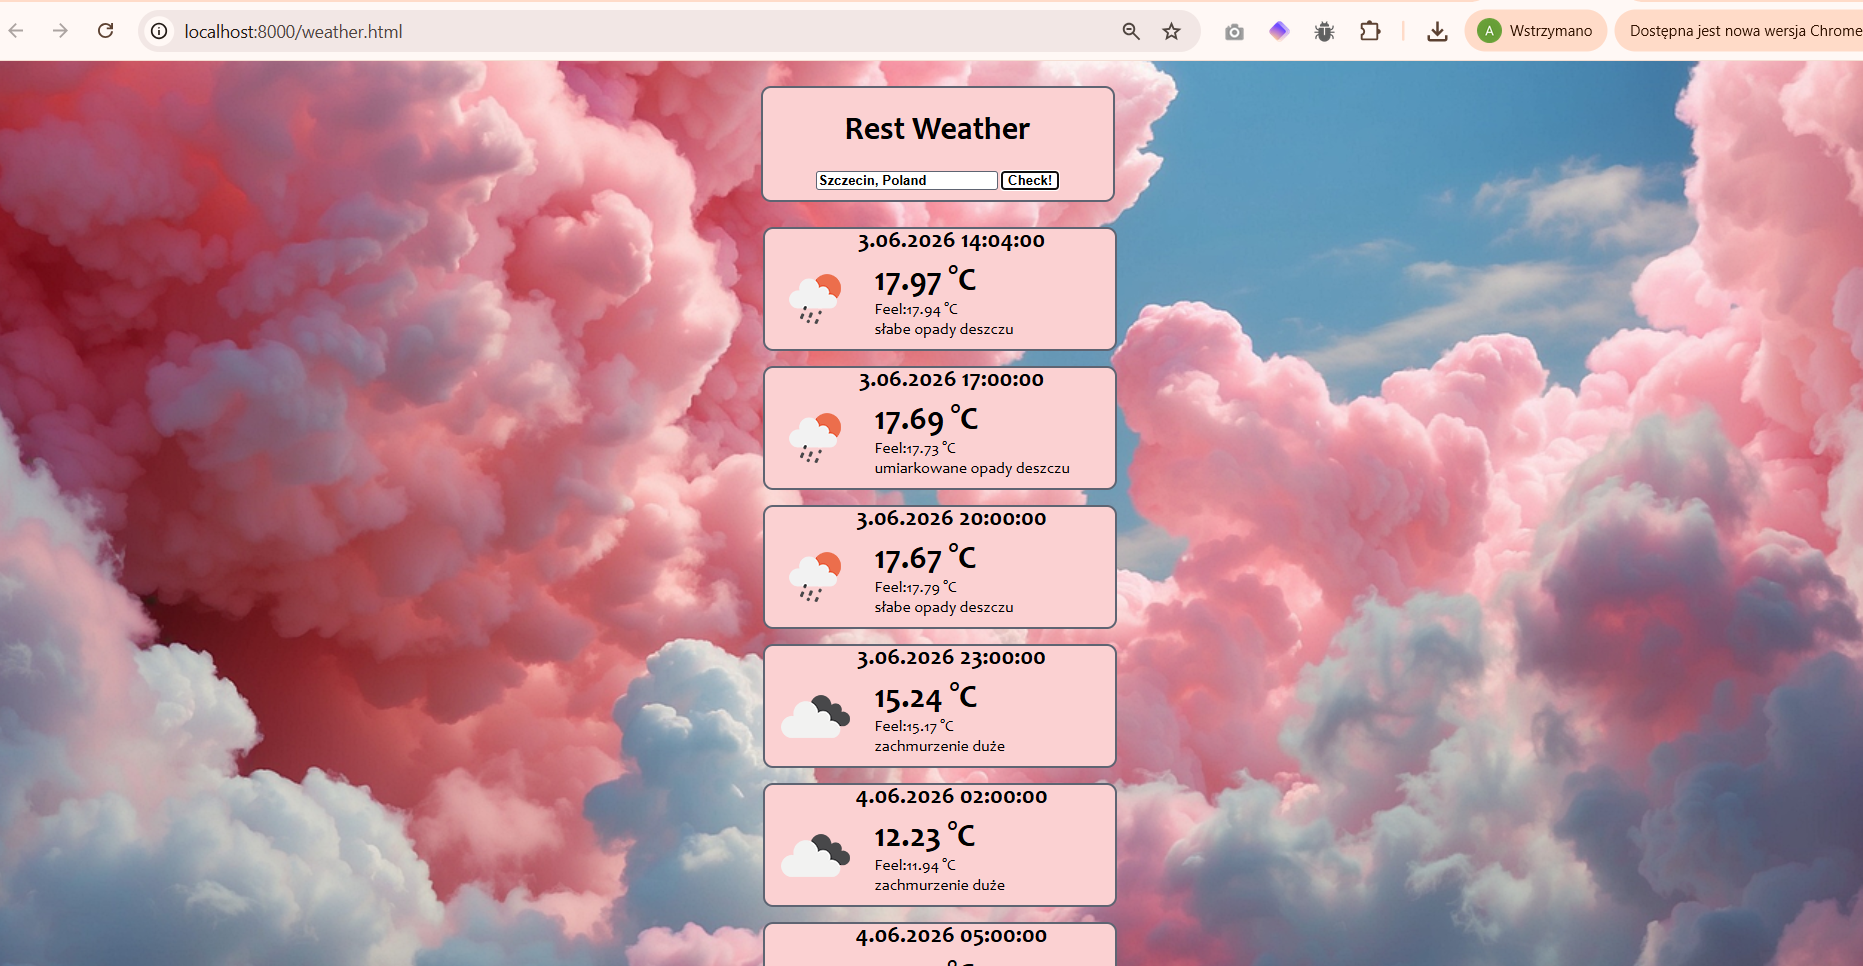 localhost:8000/weather.html
A Wstrzymano
Dostępna jest nowa wersja Chrome
Rest Weather
Szczecin, Poland Check!
3.06.2026 14:04:00
17.97 °C
Feel:17.94 °C
słabe opady deszczu
3.06.2026 17:00:00
17.69 °C
Feel:17.73 °C
umiarkowane opady deszczu
3.06.2026 20:00:00
17.67 °C
Feel:17.79 °C
słabe opady deszczu
3.06.2026 23:00:00
15.24 °C
Feel:15.17 °C
zachmurzenie duże
4.06.2026 02:00:00
12.23 °C
Feel:11.94 °C
zachmurzenie duże
4.06.2026 05:00:00